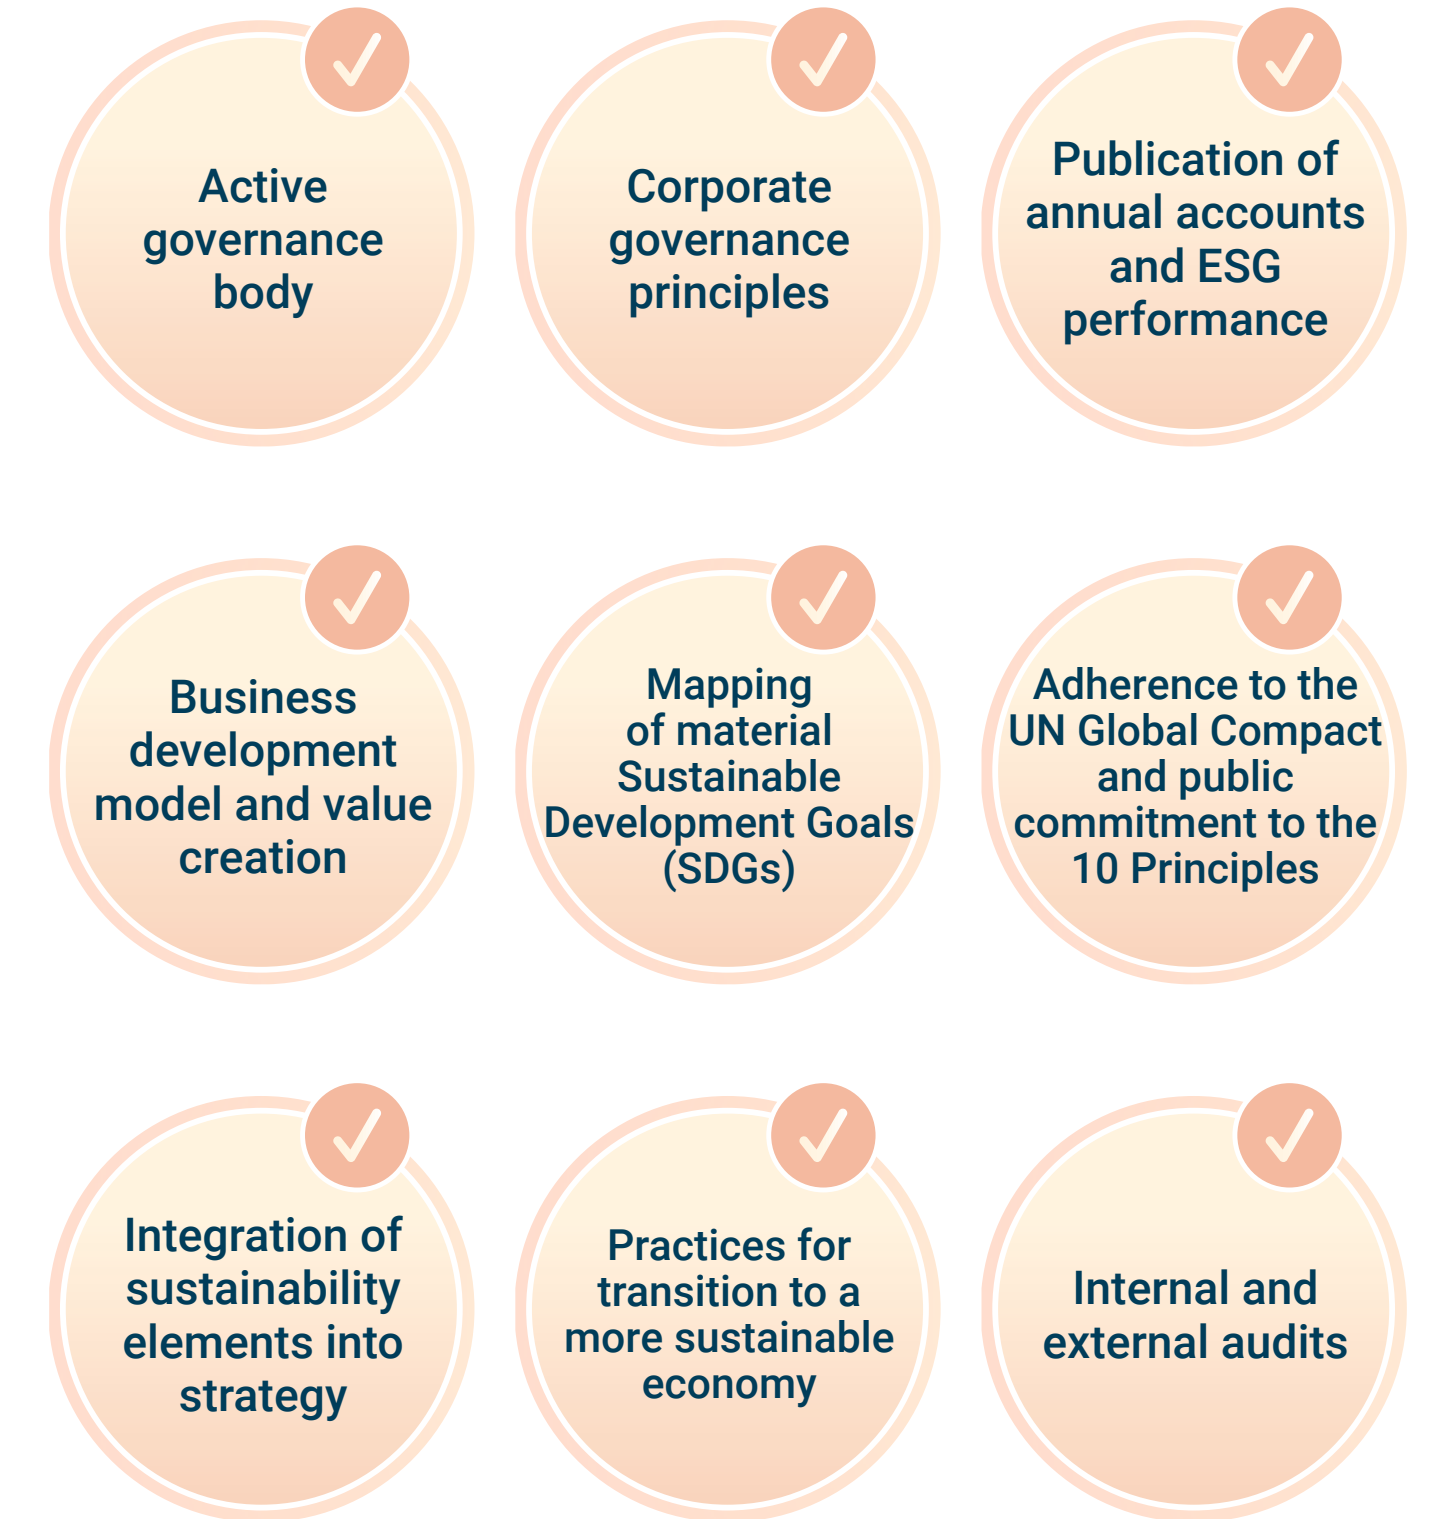 Active
governance
body
Corporate
governance
principles
Publication of
annual accounts
and ESG
performance
Business
development
model and value
creation
Mapping
of material
Sustainable
Development Goals
(SDGs)
Adherence to the
UN Global Compact
and public
commitment to the
10 Principles
Integration of
sustainability
elements into
strategy
Practices for
transition to a
more sustainable
economy
Internal and
external audits